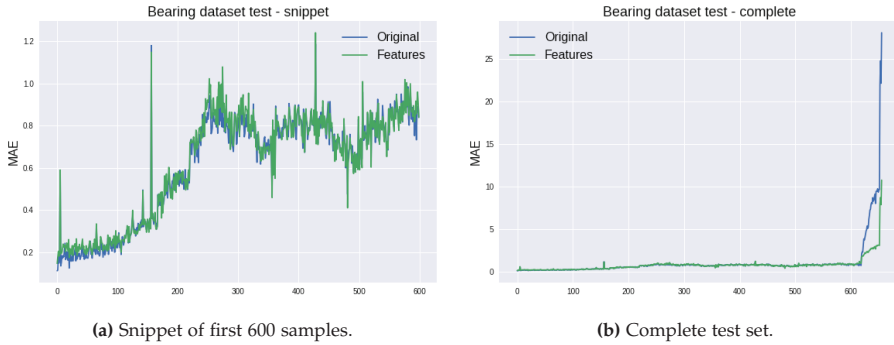 Bearing dataset test - snippet
Original
Features
MAE
1.2
1.0
0.8
0.6
0.4
0.2
0
100
200
300
400
500
600
(a) Snippet of first 600 samples.
Bearing dataset test - complete
Original
Features
MAE
25
20
15
10
5
0
0
100
200
300
400
500
600
(b) Complete test set.